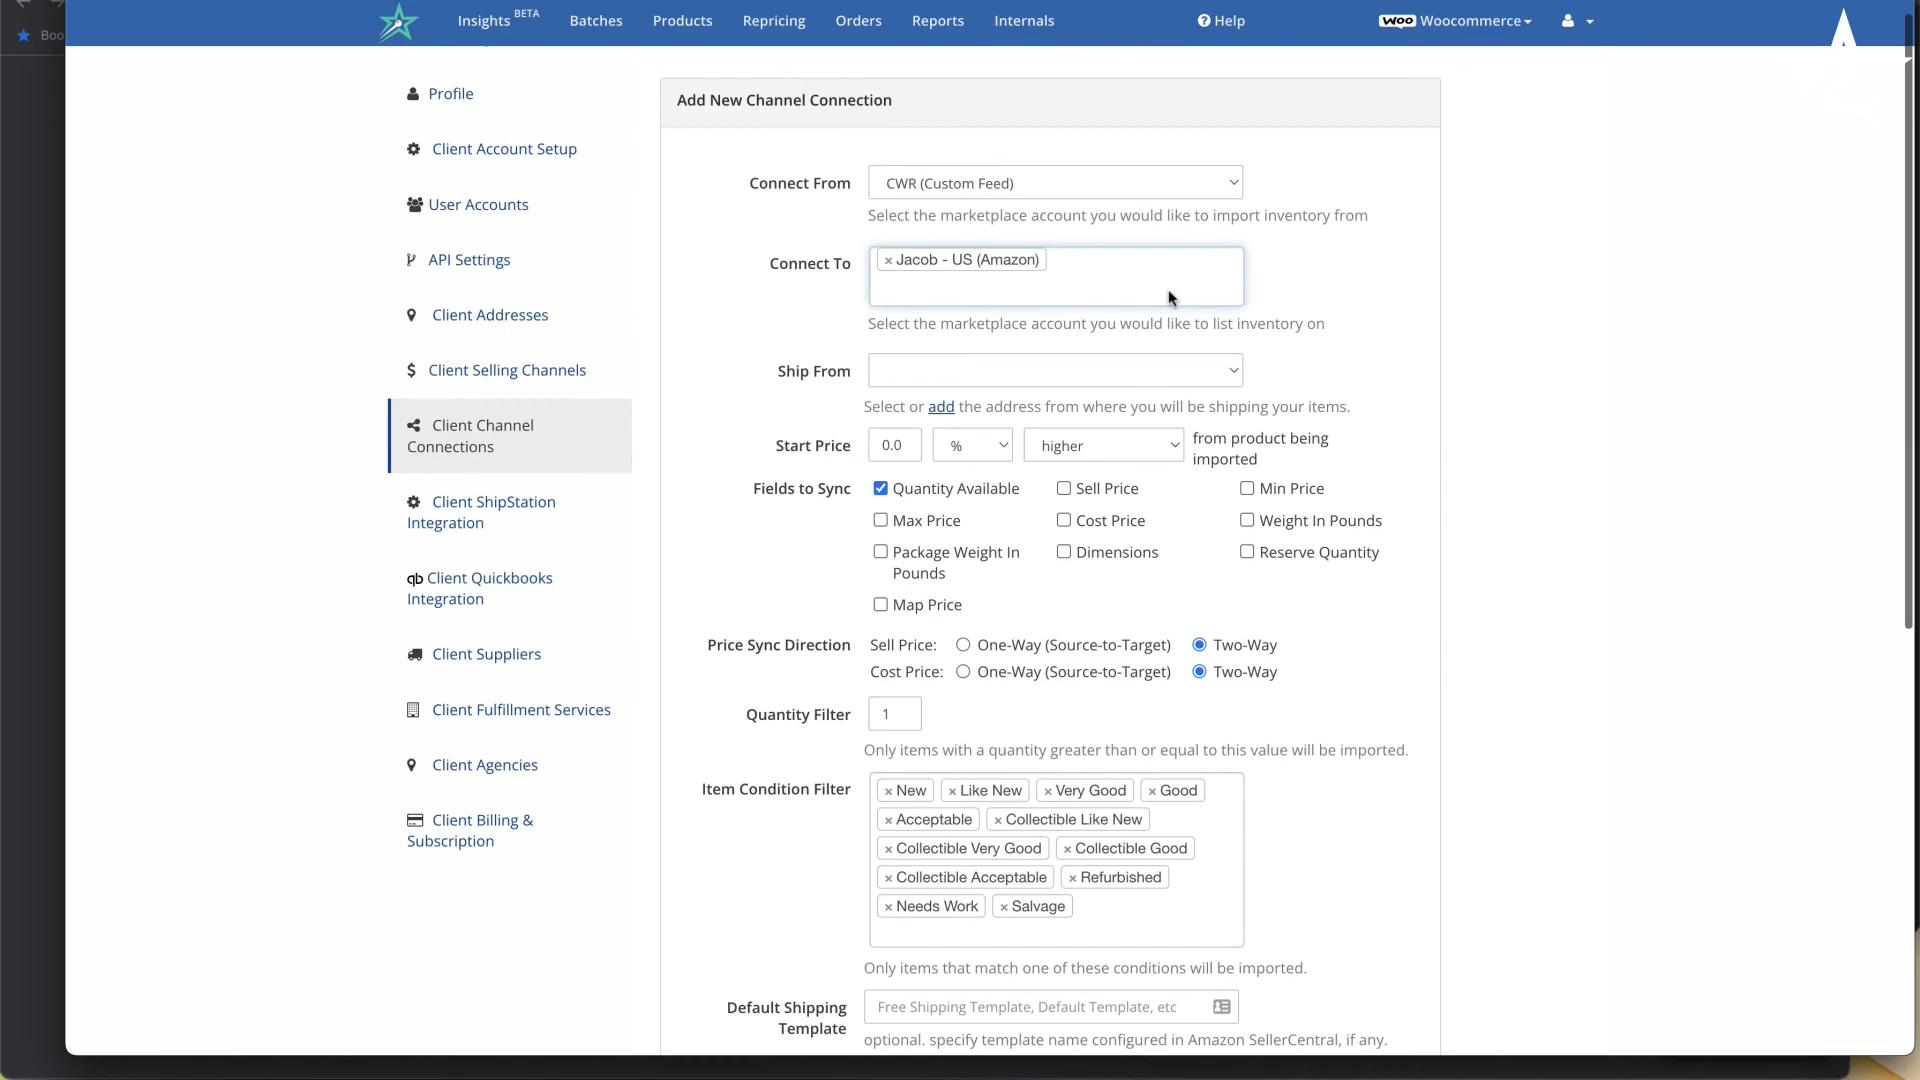 Insights BETA Batches Products Repricing Orders Reports Internals Help Woo Woocommerce
Boo
Profile
Client Account Setup
User Accounts
API Settings
Client Addresses
Client Selling Channels
Client Channel
Connections
Client ShipStation
Integration
qb Client Quickbooks
Integration
Client Suppliers
Client Fulfillment Services
Client Agencies
Client Billing &
Subscription
Add New Channel Connection
Connect From CWR (Custom Feed)
Select the marketplace account you would like to import inventory from
Connect To × Jacob - US (Amazon)
Select the marketplace account you would like to list inventory on
Ship From
Select or add the address from where you will be shipping your items.
Start Price 0.0 % higher from product being
imported
Fields to Sync Quantity Available Sell Price Min Price
Max Price Cost Price Weight In Pounds
Package Weight In Dimensions Reserve Quantity
Pounds
Map Price
Price Sync Direction Sell Price: One-Way (Source-to-Target) Two-Way
Cost Price: One-Way (Source-to-Target) Two-Way
Quantity Filter 1
Only items with a quantity greater than or equal to this value will be imported.
Item Condition Filter × New × Like New × Very Good × Good
× Acceptable × Collectible Like New
× Collectible Very Good × Collectible Good
× Collectible Acceptable × Refurbished
× Needs Work × Salvage
Only items that match one of these conditions will be imported.
Default Shipping Free Shipping Template, Default Template, etc
Template
optional. specify template name configured in Amazon SellerCentral, if any.